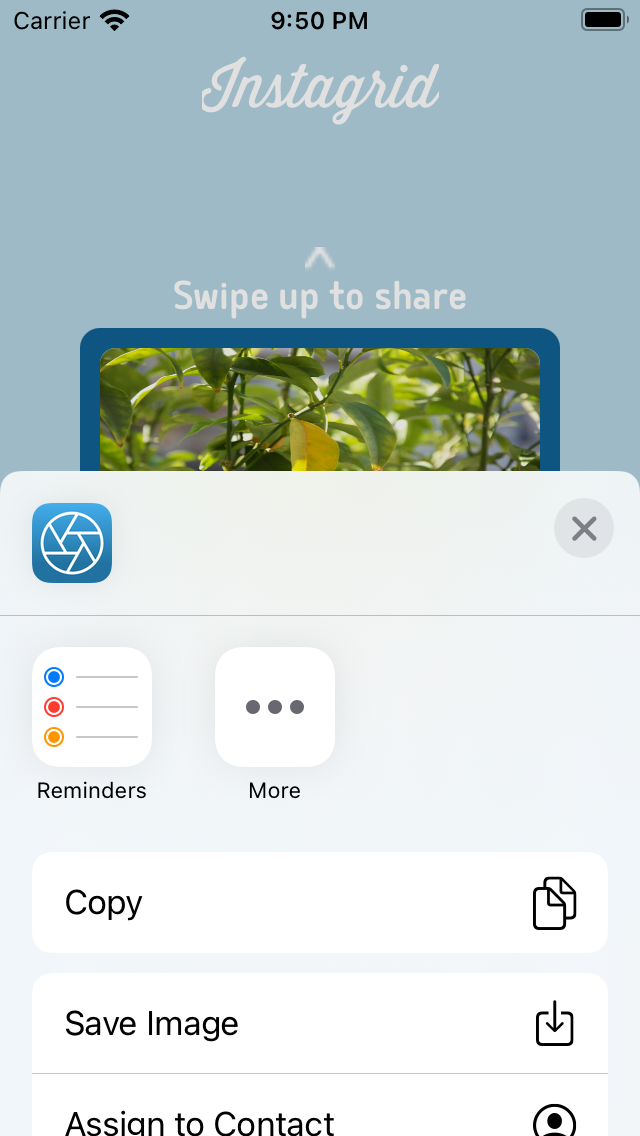 Carrier 9:50 PM
Instagrid
Swipe up to share
Reminders
More
Copy
Save Image
Assign to Contact